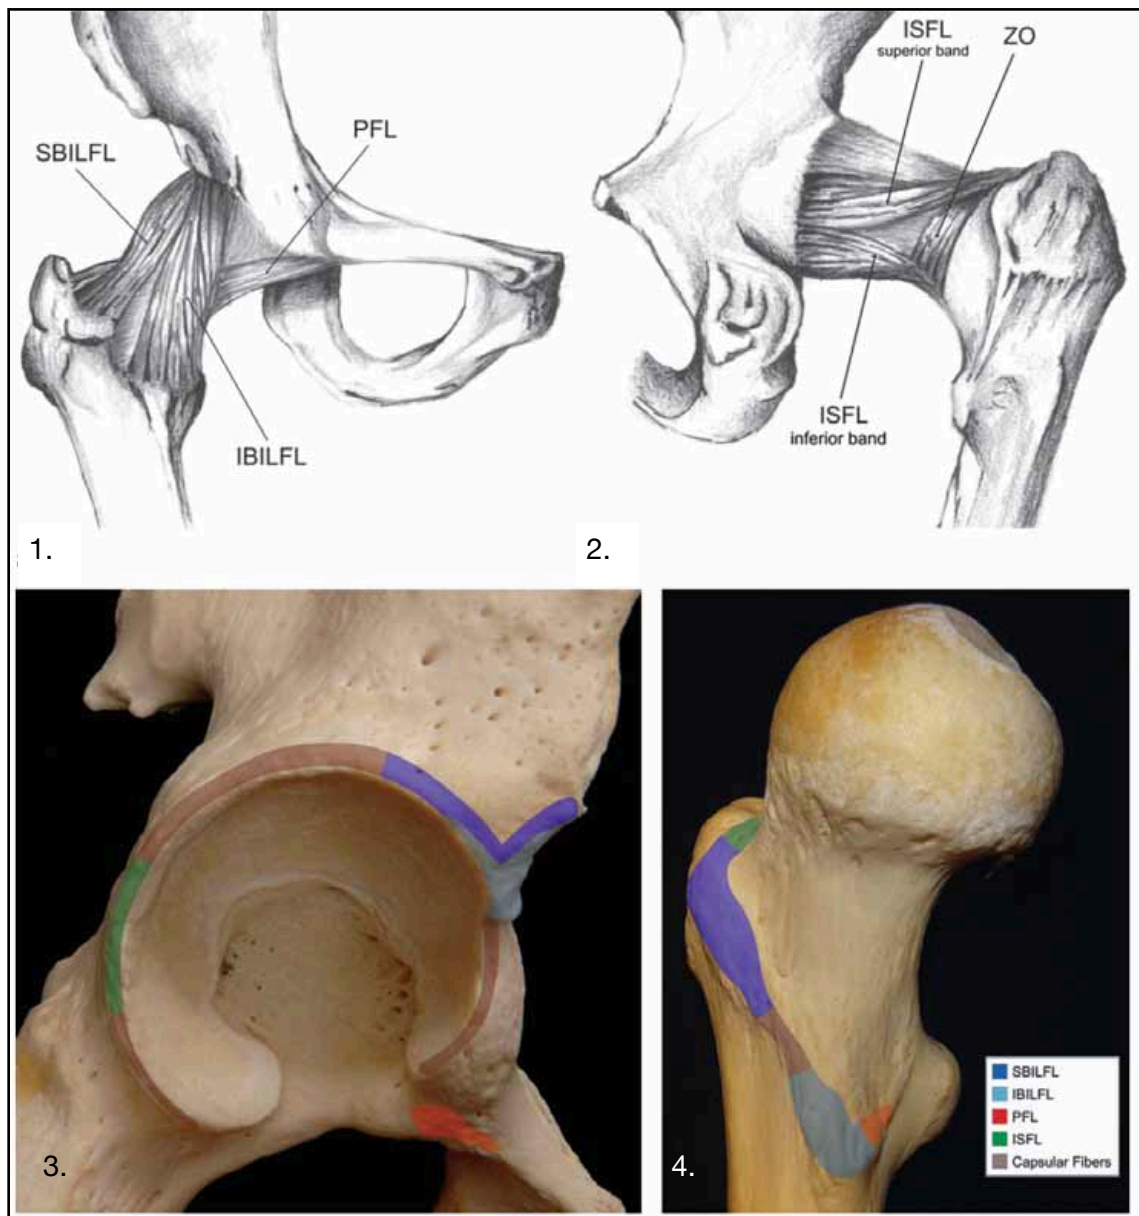 ISFL
superior band
ZO
PFL
SBILFL
IBILFL
ISFL
inferior band
1.
2.
3.
4.
SBILFL
IBILFL
PFL
ISFL
Capsular Fibers